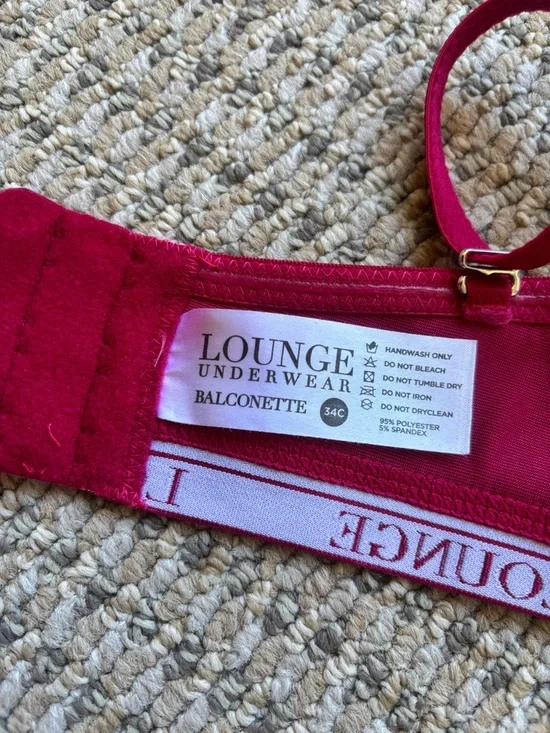 LOUNGE
UNDERWEAR
BALCONETTE 34C
HANDWASH ONLY
DO NOT BLEACH
DO NOT TUMBLE DRY
DO NOT IRON
DO NOT DRYCLEAN
95% POLYESTER
5% SPANDEX
L
LOUNGE